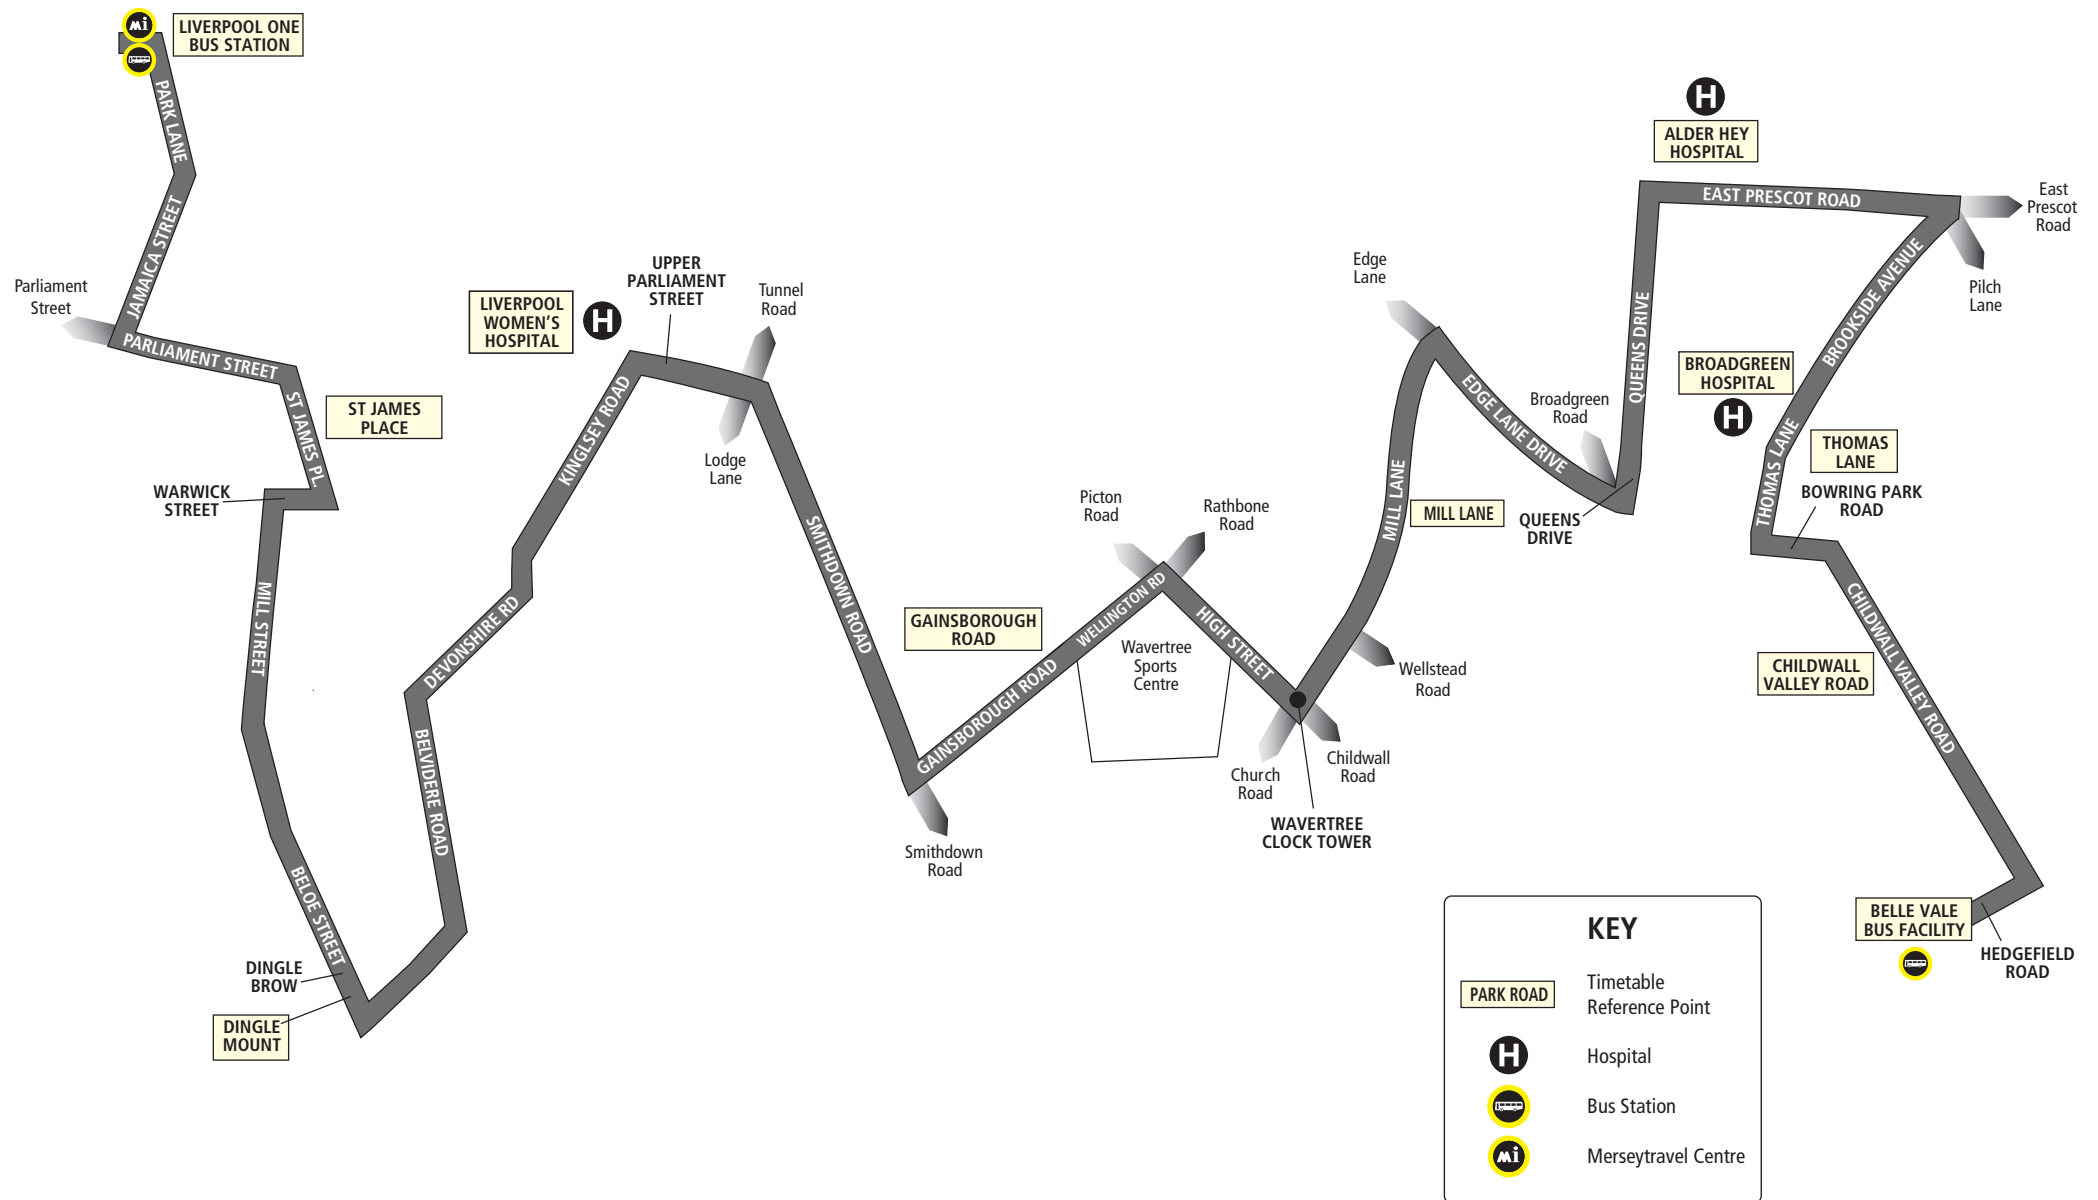 mi
LIVERPOOL ONE
BUS STATION
PARK LANE
JAMAICA STREET
Parliament
Street
PARLIAMENT STREET
ST JAMES PL.
ST JAMES
PLACE
WARWICK
STREET
MILL STREET
BELOE STREET
DINGLE
BROW
DINGLE
MOUNT
BELVIDERE ROAD
DEVONSHIRE RD
KINGLSEY ROAD
LIVERPOOL
WOMEN'S
HOSPITAL
H
UPPER
PARLIAMENT
STREET
Tunnel
Road
Lodge
Lane
SMITHDOWN ROAD
Smithdown
Road
GAINSBOROUGH
ROAD
GAINSBOROUGH ROAD
WELLINGTON RD
Picton
Road
Rathbone
Road
Wavertree
Sports
Centre
HIGH STREET
Church
Road
Childwall
Road
WAVERTREE
CLOCK TOWER
Wellstead
Road
MILL LANE
MILL LANE
Edge
Lane
EDGE LANE DRIVE
Broadgreen
Road
QUEENS
DRIVE
QUEENS DRIVE
H
ALDER HEY
HOSPITAL
EAST PRESCOT ROAD
East
Prescot
Road
Pilch
Lane
BROOKSIDE AVENUE
BROADGREEN
HOSPITAL
H
THOMAS LANE
THOMAS
LANE
BOWRING PARK
ROAD
CHILDWALL VALLEY ROAD
CHILDWALL
VALLEY ROAD
BELLE VALE
BUS FACILITY
HEDGEFIELD
ROAD
KEY
PARK ROAD
Timetable
Reference Point
H
Hospital
Bus Station
mi
Merseytravel Centre